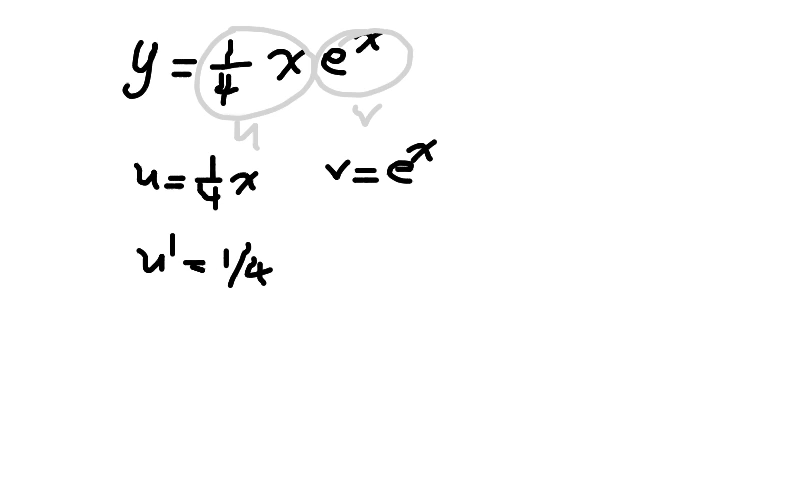 y = 1/4 x e^x
u v
u = 1/4 x v = e^x
u' = 1/4